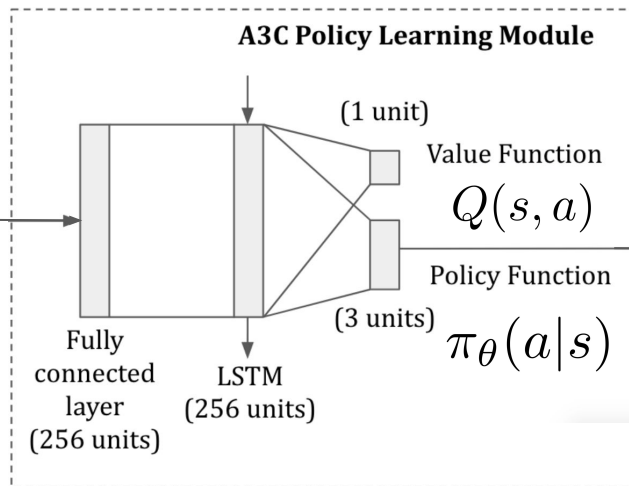 A3C Policy Learning Module
(1 unit)
Value Function
Q(s, a)
Policy Function
(3 units)
π_θ(a|s)
Fully
connected
layer
(256 units)
LSTM
(256 units)